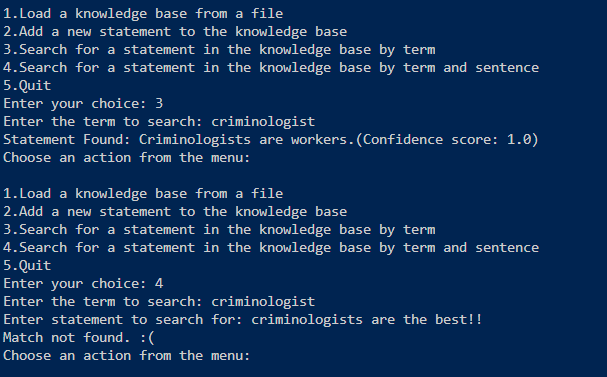 1.Load a knowledge base from a file
2.Add a new statement to the knowledge base
3.Search for a statement in the knowledge base by term
4.Search for a statement in the knowledge base by term and sentence
5.Quit
Enter your choice: 3
Enter the term to search: criminologist
Statement Found: Criminologists are workers.(Confidence score: 1.0)
Choose an action from the menu:

1.Load a knowledge base from a file
2.Add a new statement to the knowledge base
3.Search for a statement in the knowledge base by term
4.Search for a statement in the knowledge base by term and sentence
5.Quit
Enter your choice: 4
Enter the term to search: criminologist
Enter statement to search for: criminologists are the best!!
Match not found. :(
Choose an action from the menu: